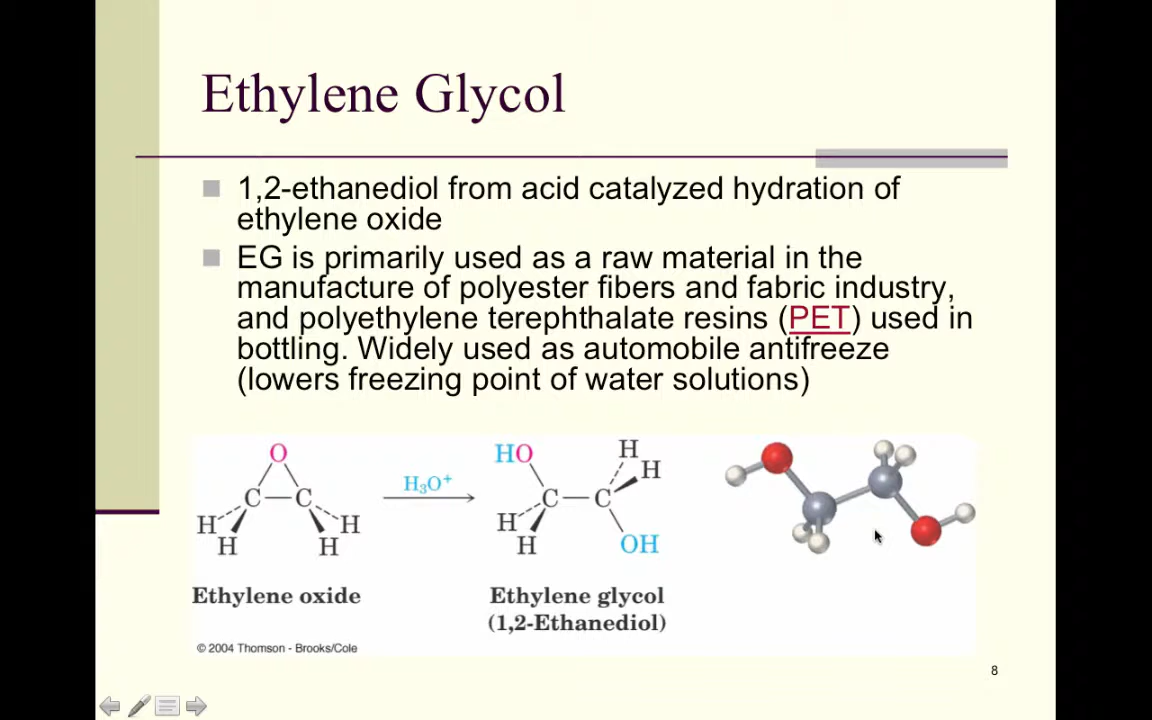 Ethylene Glycol
1,2-ethanediol from acid catalyzed hydration of
ethylene oxide
EG is primarily used as a raw material in the
manufacture of polyester fibers and fabric industry,
and polyethylene terephthalate resins (PET) used in
bottling. Widely used as automobile antifreeze
(lowers freezing point of water solutions)
O
C—C
H H
H H
H₃O⁺
HO H
H
C—C
H
H OH
Ethylene oxide
Ethylene glycol
(1,2-Ethanediol)
© 2004 Thomson - Brooks/Cole
8